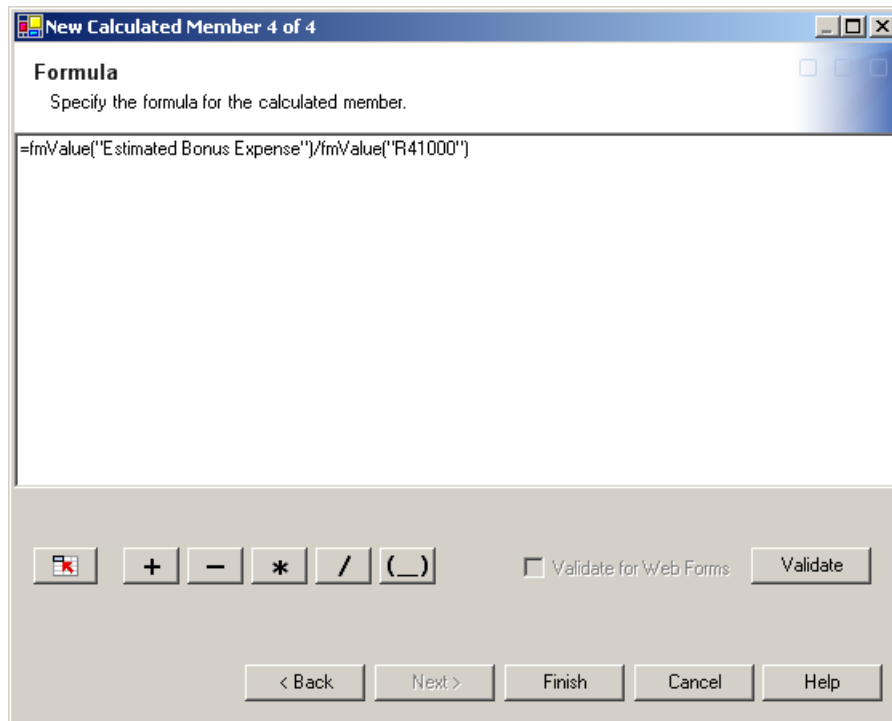 New Calculated Member 4 of 4
Formula
Specify the formula for the calculated member.
=fmValue("Estimated Bonus Expense")/fmValue("R41000")
+ − * / (_) Validate for Web Forms Validate
< Back Next > Finish Cancel Help